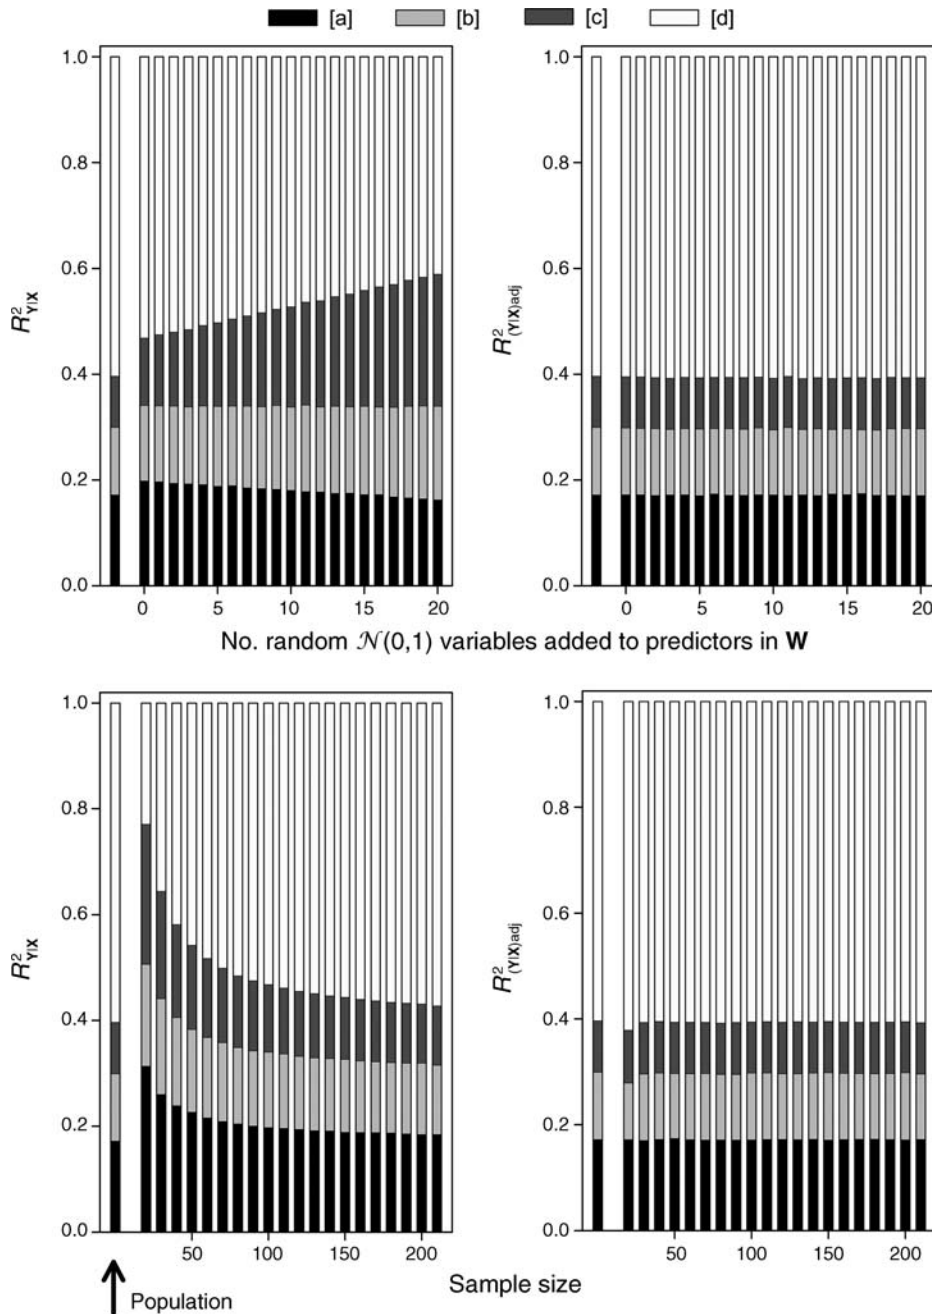 [a] [b] [c] [d]
1.0
0.8
0.6
0.4
0.2
0.0
R²Y|X
0 5 10 15 20
1.0
0.8
0.6
0.4
0.2
0.0
R²(Y|X)adj
0 5 10 15 20
No. random 𝒩(0,1) variables added to predictors in W
1.0
0.8
0.6
0.4
0.2
0.0
R²Y|X
50 100 150 200
1.0
0.8
0.6
0.4
0.2
0.0
R²(Y|X)adj
50 100 150 200
Sample size
Population